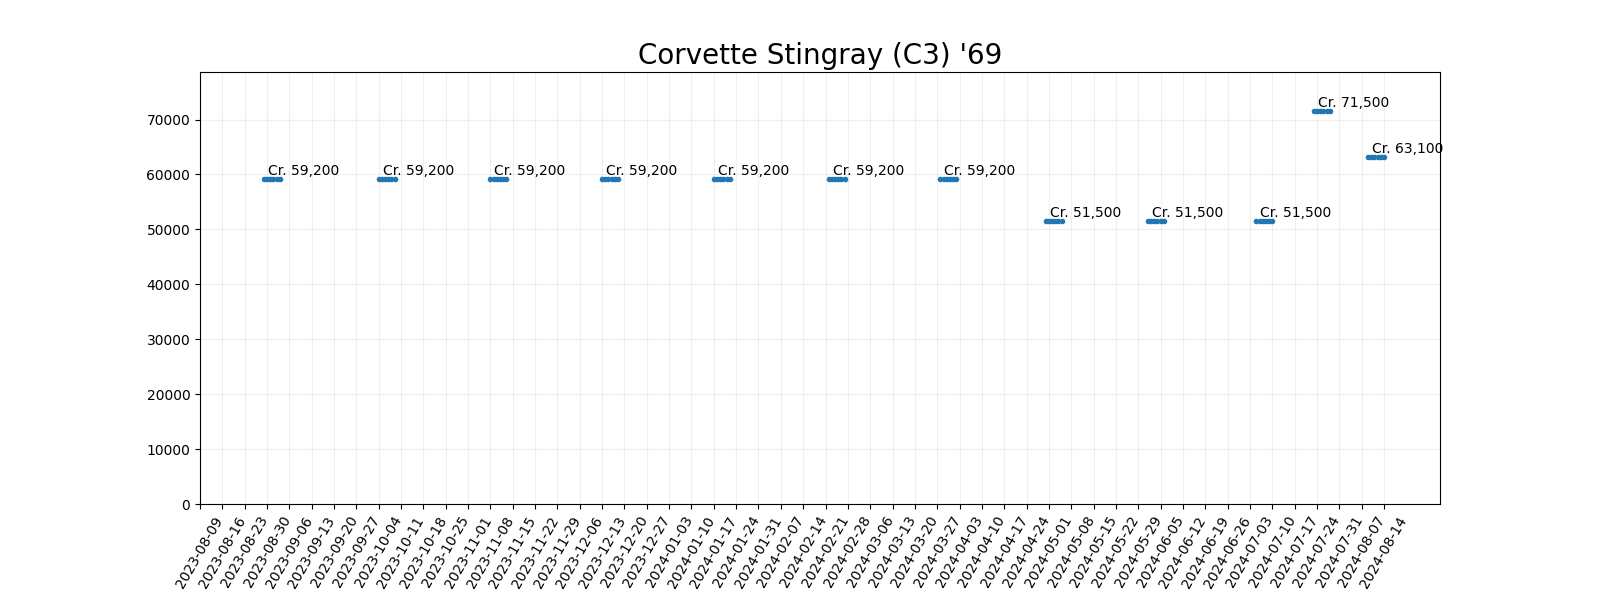 Corvette Stingray (C3) '69
Cr. 71,500
70000
Cr. 63,100
Cr. 59,200 Cr. 59,200 Cr. 59,200 Cr. 59,200 Cr. 59,200 Cr. 59,200 Cr. 59,200
60000
Cr. 51,500 Cr. 51,500 Cr. 51,500
50000
40000
30000
20000
10000
0
2023-08-09 2023-08-16 2023-08-23 2023-08-30 2023-09-06 2023-09-13 2023-09-20 2023-09-27 2023-10-04 2023-10-11 2023-10-18 2023-10-25 2023-11-01 2023-11-08 2023-11-15 2023-11-22 2023-11-29 2023-12-06 2023-12-13 2023-12-20 2023-12-27 2024-01-03 2024-01-10 2024-01-17 2024-01-24 2024-01-31 2024-02-07 2024-02-14 2024-02-21 2024-02-28 2024-03-06 2024-03-13 2024-03-20 2024-03-27 2024-04-03 2024-04-10 2024-04-17 2024-04-24 2024-05-01 2024-05-08 2024-05-15 2024-05-22 2024-05-29 2024-06-05 2024-06-12 2024-06-19 2024-06-26 2024-07-03 2024-07-10 2024-07-17 2024-07-24 2024-07-31 2024-08-07 2024-08-14